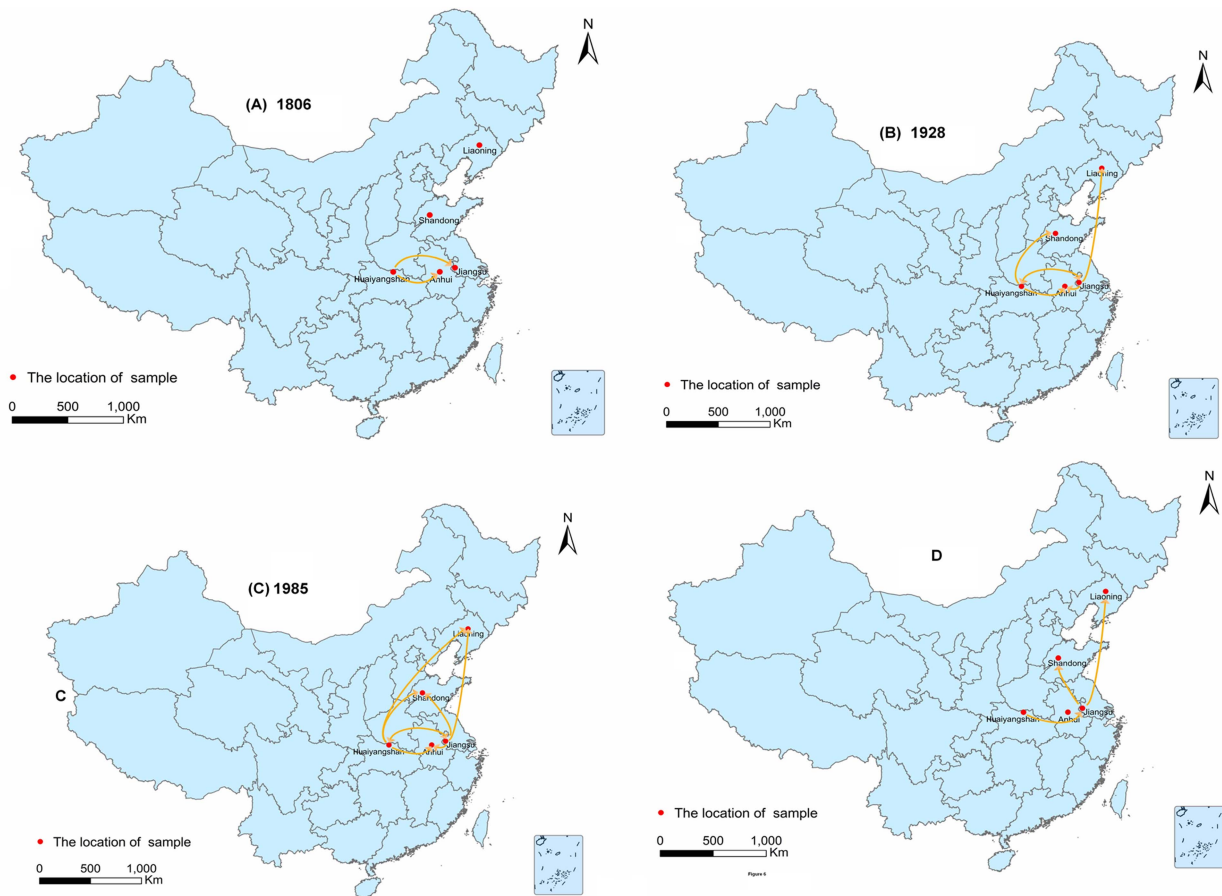 N
(A) 1806
Liaoning
Shandong
Huaiyangshan
Anhui
Jiangsu
The location of sample
0 500 1,000
Km
N
(B) 1928
Liaoning
Shandong
Huaiyangshan
Anhui
Jiangsu
The location of sample
0 500 1,000
Km
N
(C) 1985
C
Liaoning
Shandong
Huaiyangshan
Anhui
Jiangsu
The location of sample
0 500 1,000
Km
N
D
Liaoning
Shandong
Huaiyangshan
Anhui
Jiangsu
The location of sample
0 500 1,000
Km
Figure 6